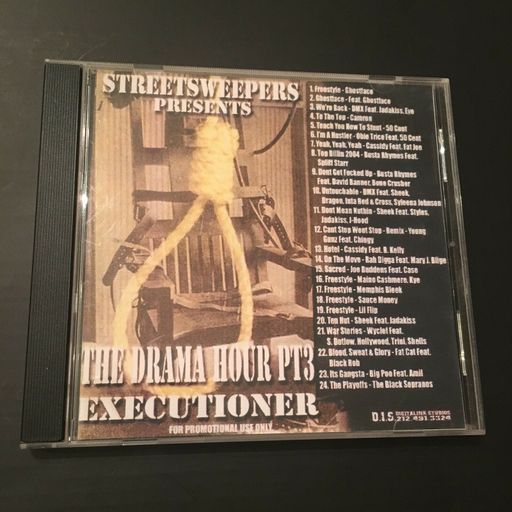 STREETSWEEPERS
PRESENTS
THE DRAMA HOUR PT3
EXECUTIONER
FOR PROMOTIONAL USE ONLY
1. Freestyle - Ghostface
2. Ghostface - Feat. Ghostface
3. We're Back - DMX Feat. Jadakiss, Eve
4. To The Top - Camron
5. Teach You How To Stunt - 50 Cent
6. I'm A Hustler - Obie Trice Feat. 50 Cent
7. Yeah, Yeah, Yeah - Cassidy Feat. Fat Joe
8. Top Billin 2004 - Busta Rhymes Feat.
Spliff Starr
9. Dont Get Focked Up - Busta Rhymes
Feat. David Banner, Bone Crusher
10. Untouchable - DMX Feat. Sheek,
Dragon, Infa Red & Cross, Syleena Johnson
11. Dont Mean Nuthin - Sheek Feat. Styles,
Jadakiss, J-Hood
12. Cant Stop Wont Stop - Remix - Young
Gunz Feat. Chingy
13. Hotel - Cassidy Feat. R. Kelly
14. On The Move - Rah Digga Feat. Mary J. Blige
15. Sacred - Joe Buddens Feat. Case
16. Freestyle - Maino Cashmere, Kye
17. Freestyle - Memphis Bleek
18. Freestyle - Sauce Money
19. Freestyle - Lil Flip
20. Ten Hut - Sheek Feat. Jadakiss
21. War Stories - Wyclef Feat.
S. Dotlow, Hollywood, Trini, Shells
22. Blood, Sweat & Glory - Fat Cat Feat.
Black Rob
23. Its Gangsta - Big Poo Feat. Amil
24. The Playoffs - The Black Sopranos
D.I.S. DIGITALINK STUDIOS
212.491.3324